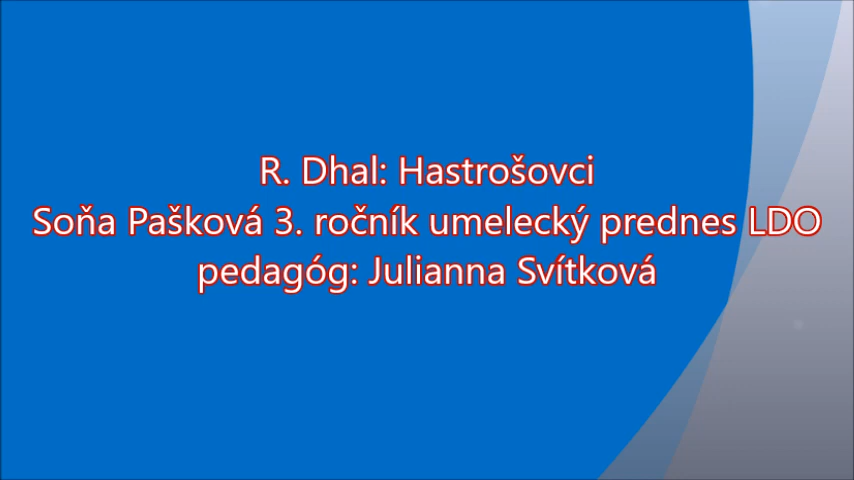 R. Dhal: Hastrošovci
Soňa Pašková 3. ročník umelecký prednes LDO
pedagóg: Julianna Svítková